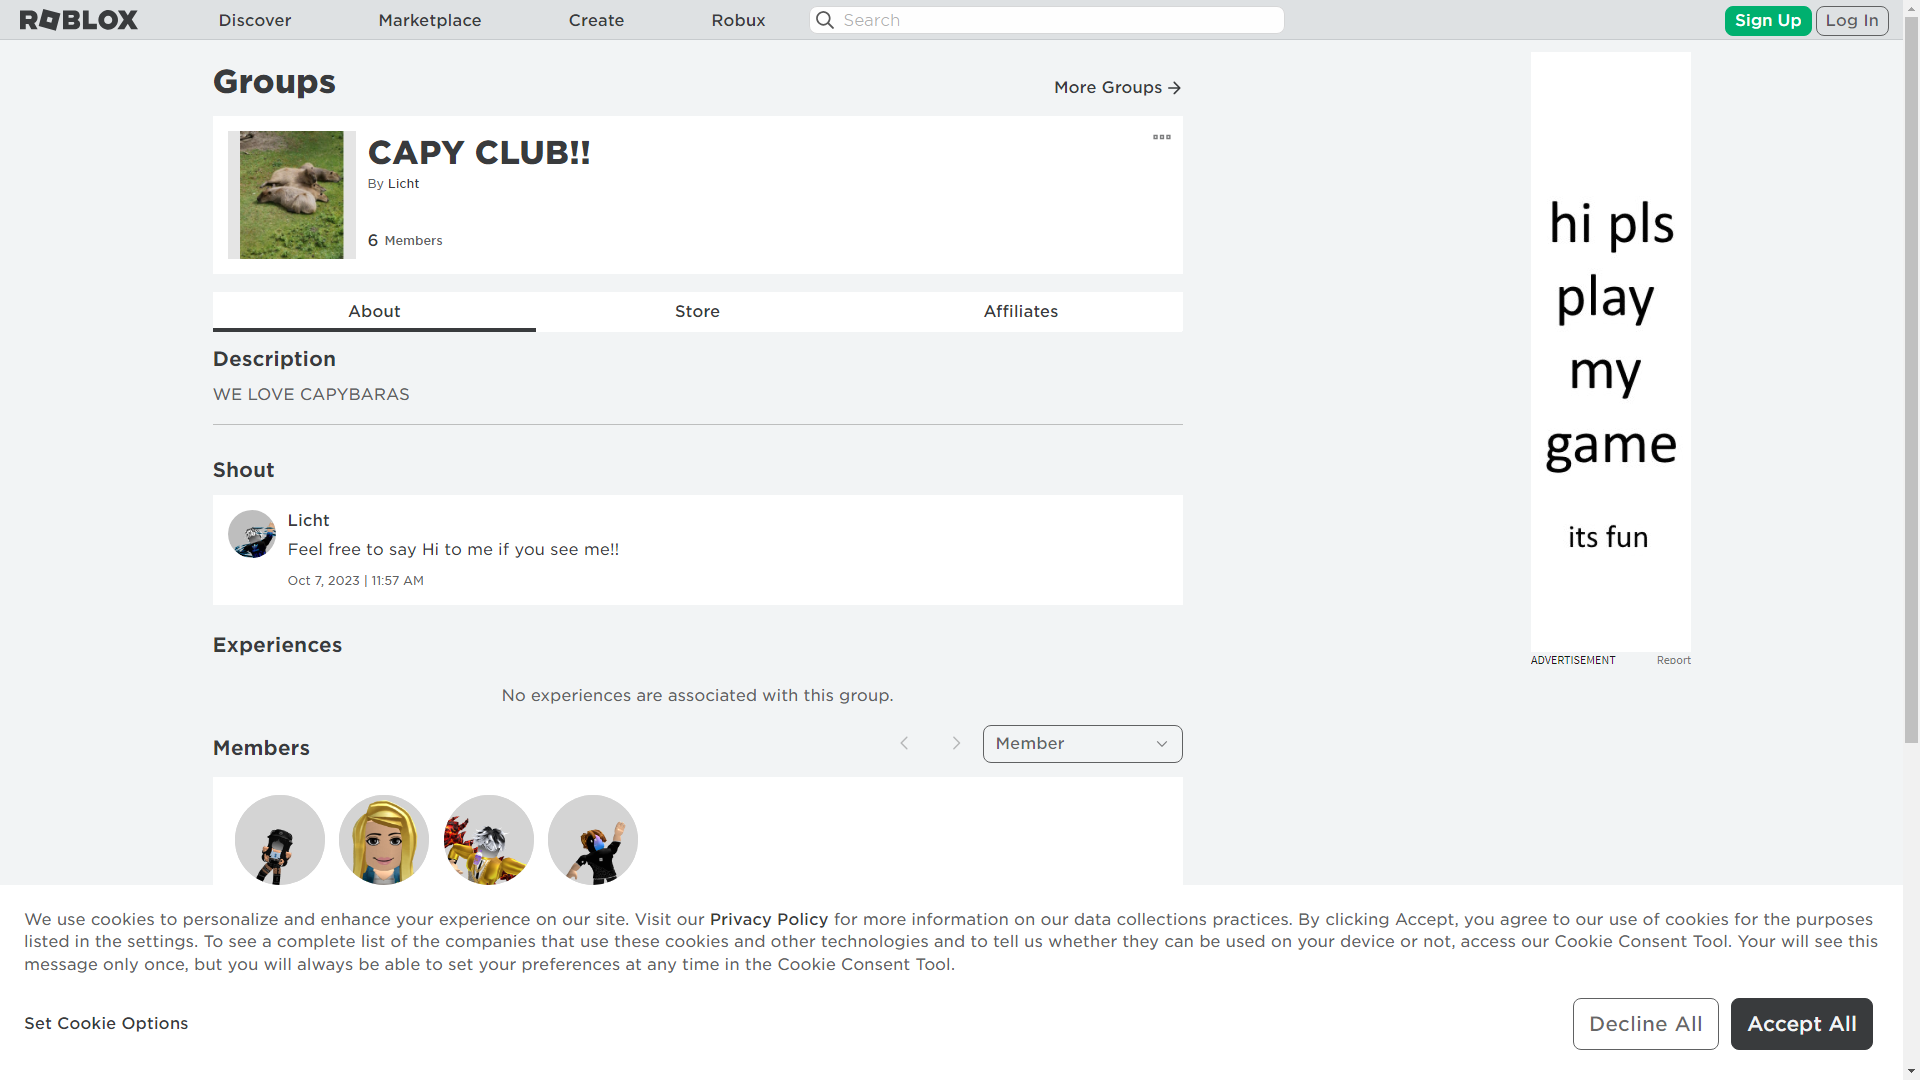 ROBLOX
Discover
Marketplace
Create
Robux
Search
Sign Up
Log In
Groups
More Groups
CAPY CLUB!!
By Licht
6 Members
About
Store
Affiliates
Description
WE LOVE CAPYBARAS
Shout
Licht
Feel free to say Hi to me if you see me!!
Oct 7, 2023 | 11:57 AM
Experiences
No experiences are associated with this group.
Members
Member
hi pls
play
my
game
its fun
ADVERTISEMENT
Report
We use cookies to personalize and enhance your experience on our site. Visit our Privacy Policy for more information on our data collections practices. By clicking Accept, you agree to our use of cookies for the purposes
listed in the settings. To see a complete list of the companies that use these cookies and other technologies and to tell us whether they can be used on your device or not, access our Cookie Consent Tool. Your will see this
message only once, but you will always be able to set your preferences at any time in the Cookie Consent Tool.
Set Cookie Options
Decline All
Accept All